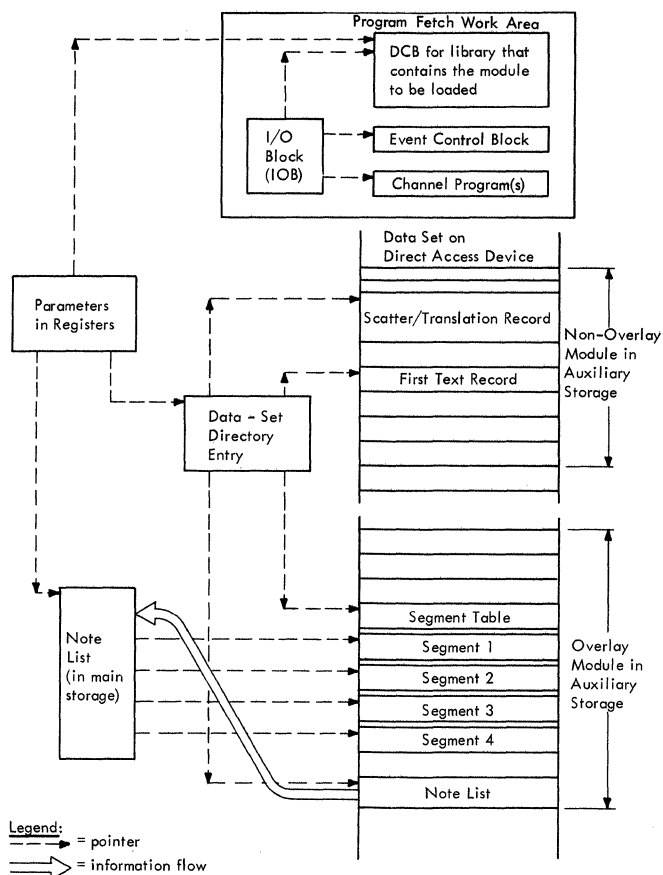 Program Fetch Work Area
DCB for library that
contains the module
to be loaded
I/O
Block
(IOB)
Event Control Block
Channel Program(s)
Data Set on
Direct Access Device
Parameters
in Registers
Scatter/Translation Record
Non-Overlay
Module in
Auxiliary
Storage
First Text Record
Data - Set
Directory
Entry
Note
List
(in main
storage)
Segment Table
Segment 1
Segment 2
Segment 3
Segment 4
Overlay
Module in
Auxiliary
Storage
Note List
Legend:
= pointer
= information flow